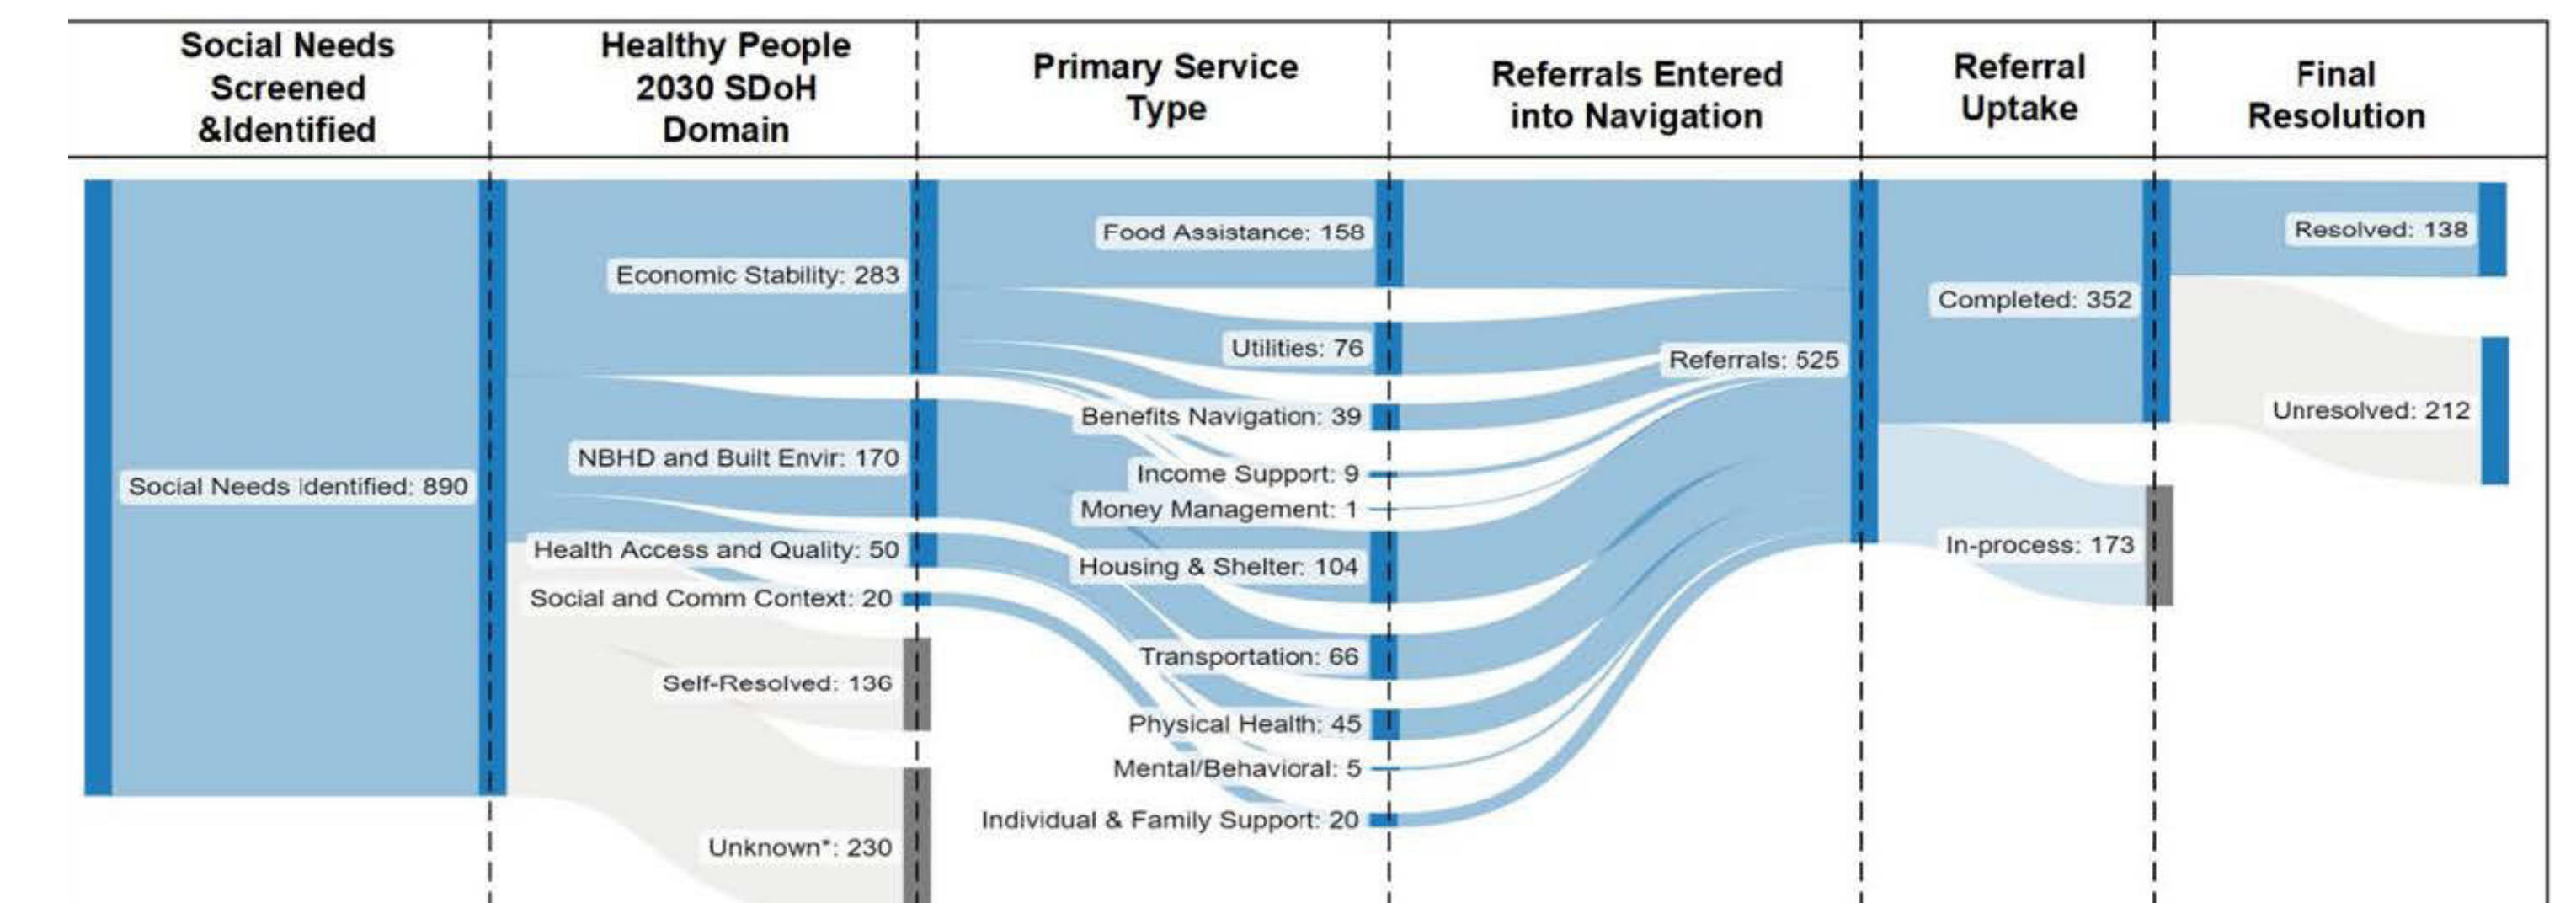 Social Needs
Screened
&Identified
Healthy People
2030 SDoH
Domain
Primary Service
Type
Referrals Entered
into Navigation
Referral
Uptake
Final
Resolution
Social Needs Identified: 890
Economic Stability: 283
NBHD and Built Envir: 170
Health Access and Quality: 50
Social and Comm Context: 20
Self-Resolved: 136
Unknown*: 230
Food Assistance: 158
Utilities: 76
Benefits Navigation: 39
Income Support: 9
Money Management: 1
Housing & Shelter: 104
Transportation: 66
Physical Health: 45
Mental/Behavioral: 5
Individual & Family Support: 20
Referrals: 525
Completed: 352
In-process: 173
Resolved: 138
Unresolved: 212